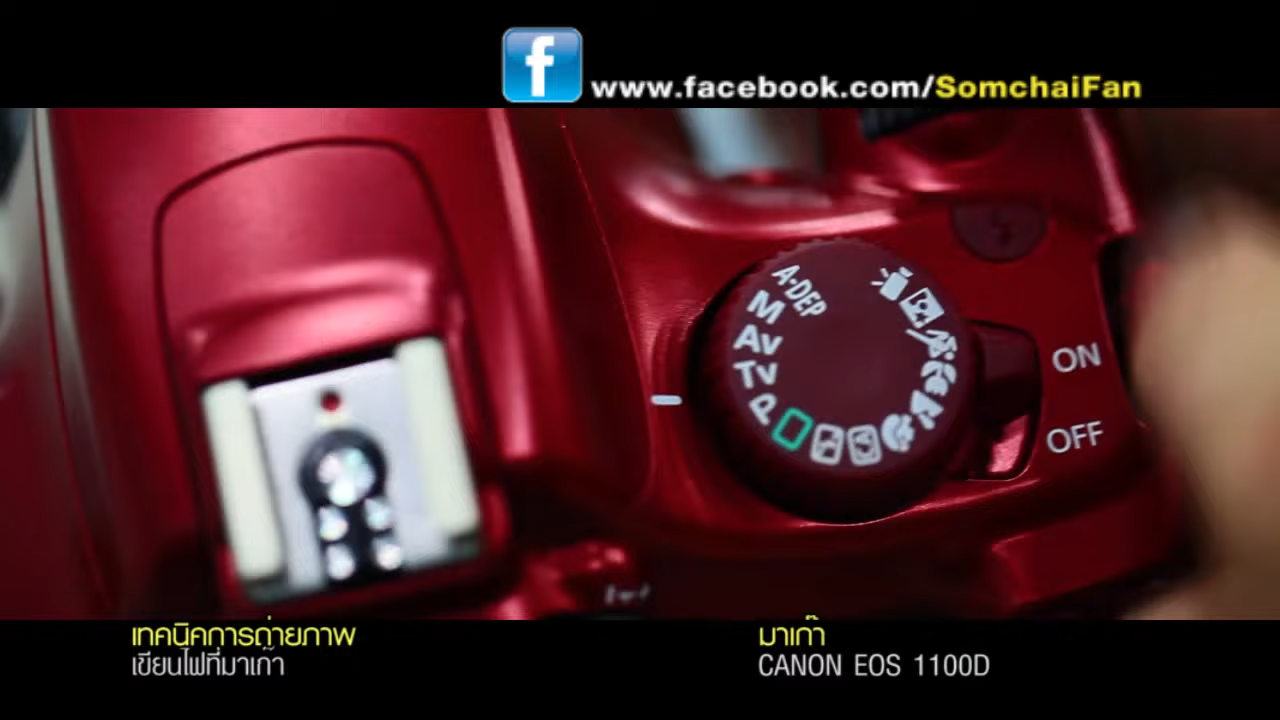 f
www.facebook.com/SomchaiFan
A-DEP
M
Av
Tv
P
ON
OFF
เทคนิคการถ่ายภาพ
เขียนไฟที่มาเก๊า
มาเก๊า
CANON EOS 1100D